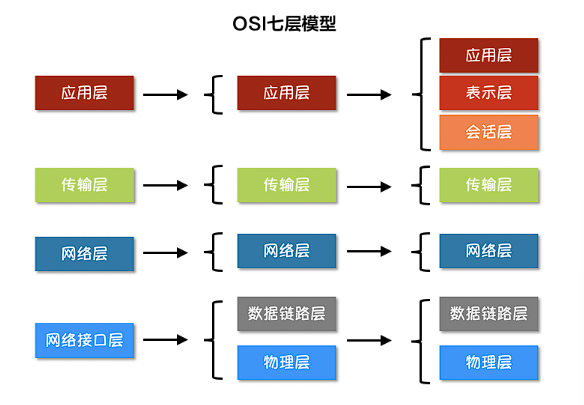 OSI七层模型
应用层
应用层
应用层
表示层
会话层
传输层
传输层
传输层
网络层
网络层
网络层
网络接口层
数据链路层
物理层
数据链路层
物理层